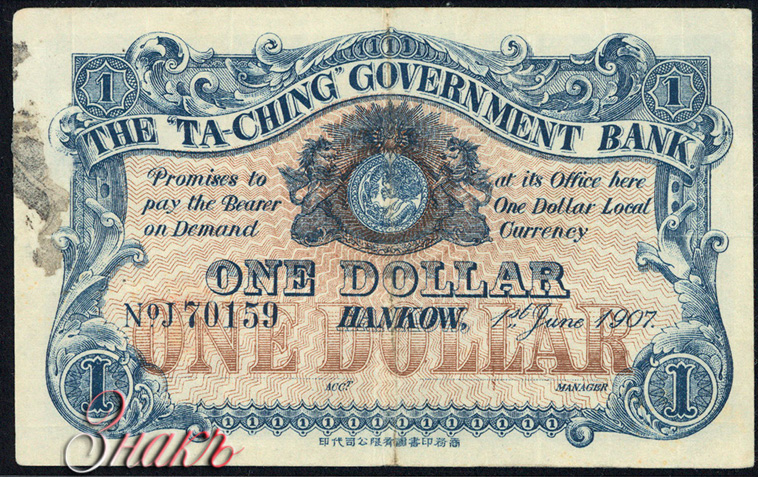 1 1
THE "TA-CHING" GOVERNMENT BANK
Promises to pay the Bearer on Demand
at its Office here One Dollar Local Currency
ONE DOLLAR
No J 70159 HANKOW, 1st June 1907.
ONE DOLLAR
ACCT. MANAGER
1 1
商務印書館有限公司代印
Знакъ